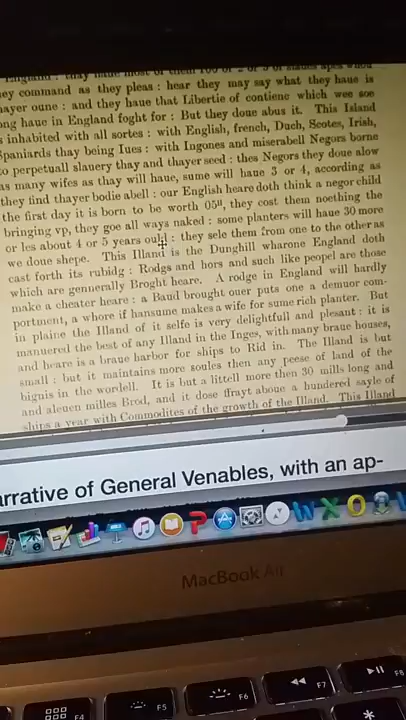 England : they haue most of them 100 or 2 or 3 of slaues apes whou
ey command as they pleas : hear they may say what they haue is
hayer oune : and they haue that Libertie of contienc which wee soe
ong haue in England foght for : But they doue abus it. This Island
s inhabited with all sortes : with English, french, Duch, Scotes, Irish,
Spaniards thay being Iues : with Ingones and miserabell Negors borne
to perpetuall slauery thay and thayer seed : thes Negors they doue alow
as many wifes as thay will haue, sume will haue 3 or 4, according as
they find thayer bodie abell : our English heare doth think a negor child
the first day it is born to be worth 05ˡⁱ, they cost them noething the
bringing vp, they goe all ways naked : some planters will haue 30 more
or les about 4 or 5 years ould : they sele them from one to the other as
we doue shepe. This Illand is the Dunghill wharone England doth
cast forth its rubidg : Rodgs and hors and such like peopel are those
which are gennerally Broght heare. A rodge in England will hardly
make a cheater heare : a Baud brought ouer puts one a demuor com-
portment, a whore if hansume makes a wife for sume rich planter. But
in plaine the Illand of it selfe is very delightfull and plesant : it is
manuered the best of any Illand in the Inges, with many braue houses,
and heare is a braue harbor for ships to Rid in. The Illand is but
small : but it maintains more soules then any peese of land of the
bignis in the wordell. It is but a littell more then 30 miles long and
and aleuen milles Brod, and it dose ffrayt aboue a hundered sayle of
ships a year with Commodites of the growth of the Illand. This Illand
arrative of General Venables, with an ap-
MacBook Air
F4
F5
F6
F7
F8